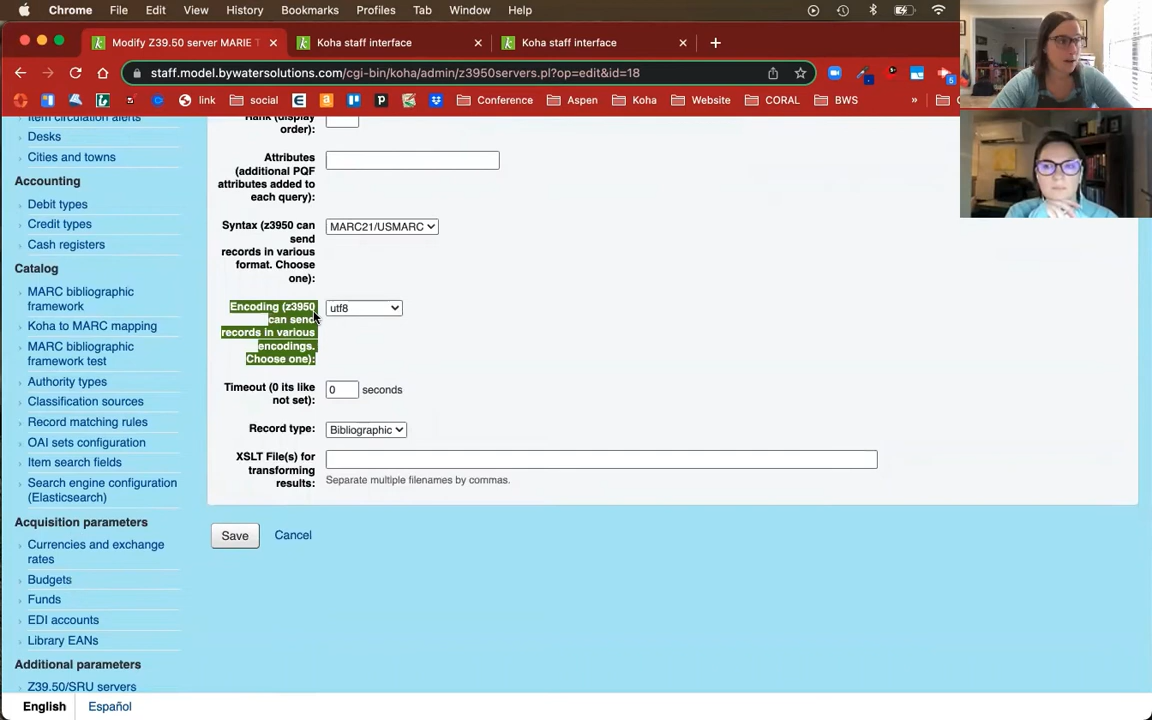 Chrome File Edit View History Bookmarks Profiles Tab Window Help
Modify Z39.50 server MARIE T
Koha staff interface
Koha staff interface
staff.model.bywatersolutions.com/cgi-bin/koha/admin/z3950servers.pl?op=edit&id=18
5
link social Conference Aspen Koha Website CORAL BWS »
Item circulation alerts
Desks
Cities and towns
Accounting
Debit types
Credit types
Cash registers
Catalog
MARC bibliographic
framework
Koha to MARC mapping
MARC bibliographic
framework test
Authority types
Classification sources
Record matching rules
OAI sets configuration
Item search fields
Search engine configuration
(Elasticsearch)
Acquisition parameters
Currencies and exchange
rates
Budgets
Funds
EDI accounts
Library EANs
Additional parameters
Z39.50/SRU servers
Rank (display
order):
Attributes
(additional PQF
attributes added to
each query):
Syntax (z3950 can
send
records in various
format. Choose
one):
MARC21/USMARC
Encoding (z3950
can send
records in various
encodings.
Choose one):
utf8
Timeout (0 its like
not set):
0 seconds
Record type:
Bibliographic
XSLT File(s) for
transforming
results:
Separate multiple filenames by commas.
Save Cancel
English Español